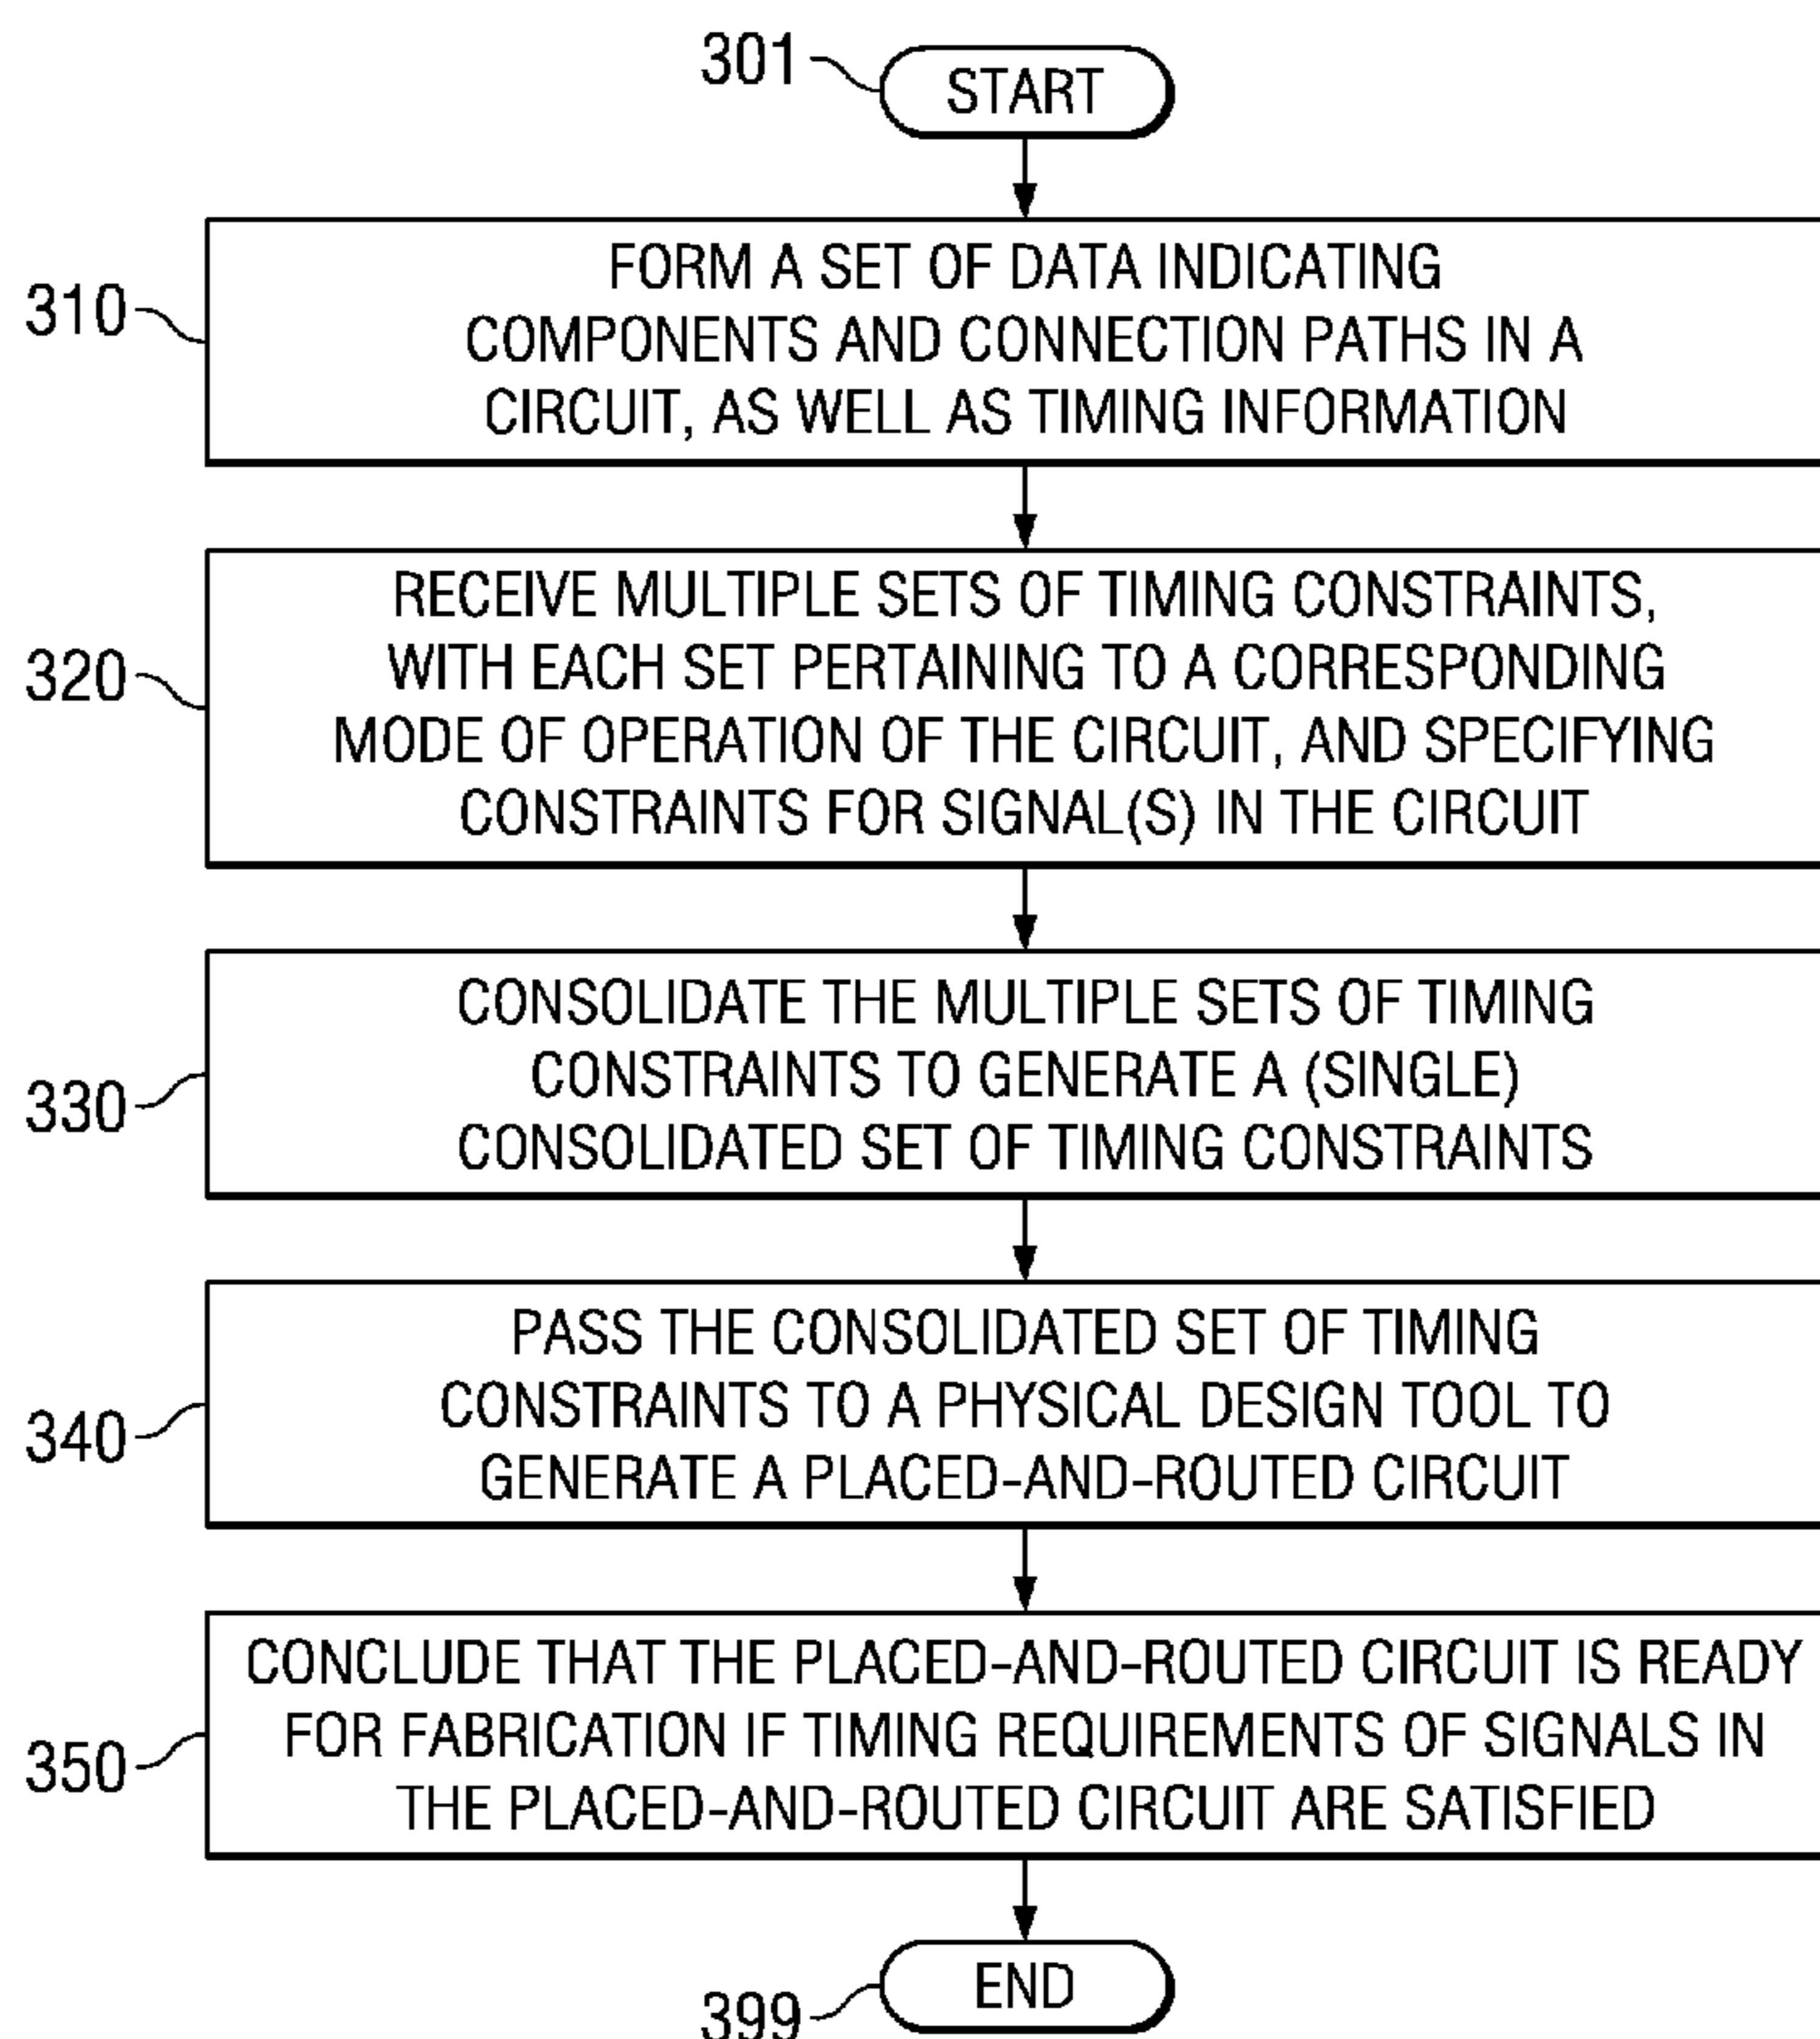 301
START
310
FORM A SET OF DATA INDICATING
COMPONENTS AND CONNECTION PATHS IN A
CIRCUIT, AS WELL AS TIMING INFORMATION
320
RECEIVE MULTIPLE SETS OF TIMING CONSTRAINTS,
WITH EACH SET PERTAINING TO A CORRESPONDING
MODE OF OPERATION OF THE CIRCUIT, AND SPECIFYING
CONSTRAINTS FOR SIGNAL(S) IN THE CIRCUIT
330
CONSOLIDATE THE MULTIPLE SETS OF TIMING
CONSTRAINTS TO GENERATE A (SINGLE)
CONSOLIDATED SET OF TIMING CONSTRAINTS
340
PASS THE CONSOLIDATED SET OF TIMING
CONSTRAINTS TO A PHYSICAL DESIGN TOOL TO
GENERATE A PLACED-AND-ROUTED CIRCUIT
350
CONCLUDE THAT THE PLACED-AND-ROUTED CIRCUIT IS READY
FOR FABRICATION IF TIMING REQUIREMENTS OF SIGNALS IN
THE PLACED-AND-ROUTED CIRCUIT ARE SATISFIED
399
END